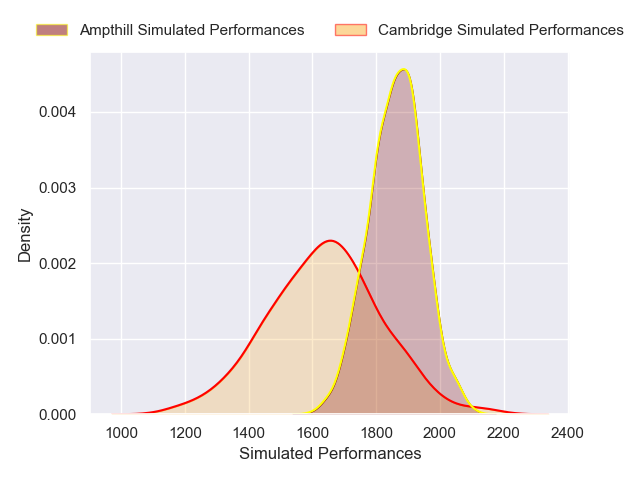 Ampthill Simulated Performances
Cambridge Simulated Performances
Density
0.004
0.003
0.002
0.001
0.000
1000 1200 1400 1600 1800 2000 2200 2400
Simulated Performances